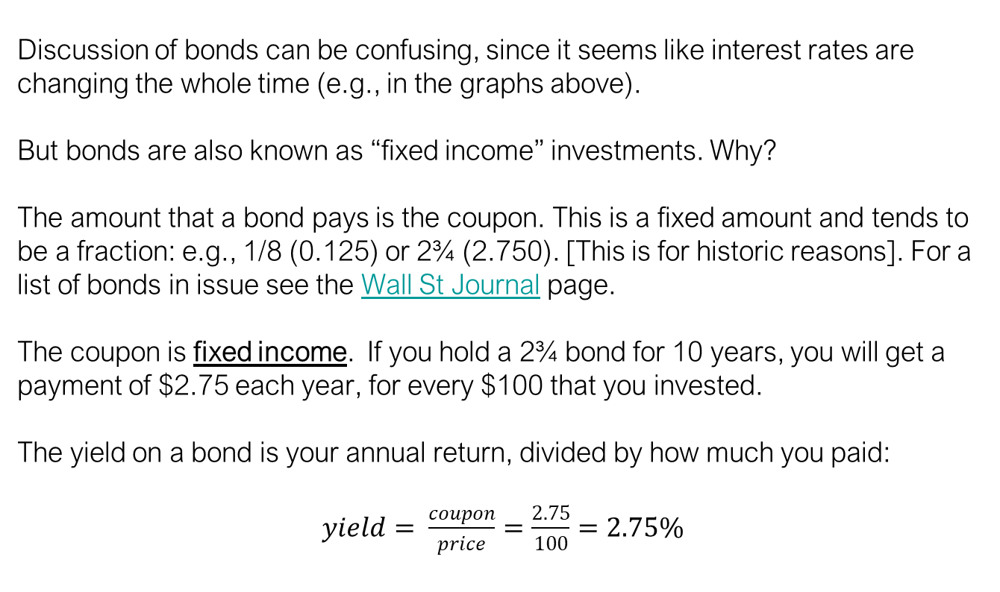 Discussion of bonds can be confusing, since it seems like interest rates are
changing the whole time (e.g., in the graphs above).
But bonds are also known as “fixed income” investments. Why?
The amount that a bond pays is the coupon. This is a fixed amount and tends to
be a fraction: e.g., 1/8 (0.125) or 2¾ (2.750). [This is for historic reasons]. For a
list of bonds in issue see the Wall St Journal page.
The coupon is fixed income.  If you hold a 2¾ bond for 10 years, you will get a
payment of $2.75 each year, for every $100 that you invested.
The yield on a bond is your annual return, divided by how much you paid:
yield = coupon/price = 2.75/100 = 2.75%